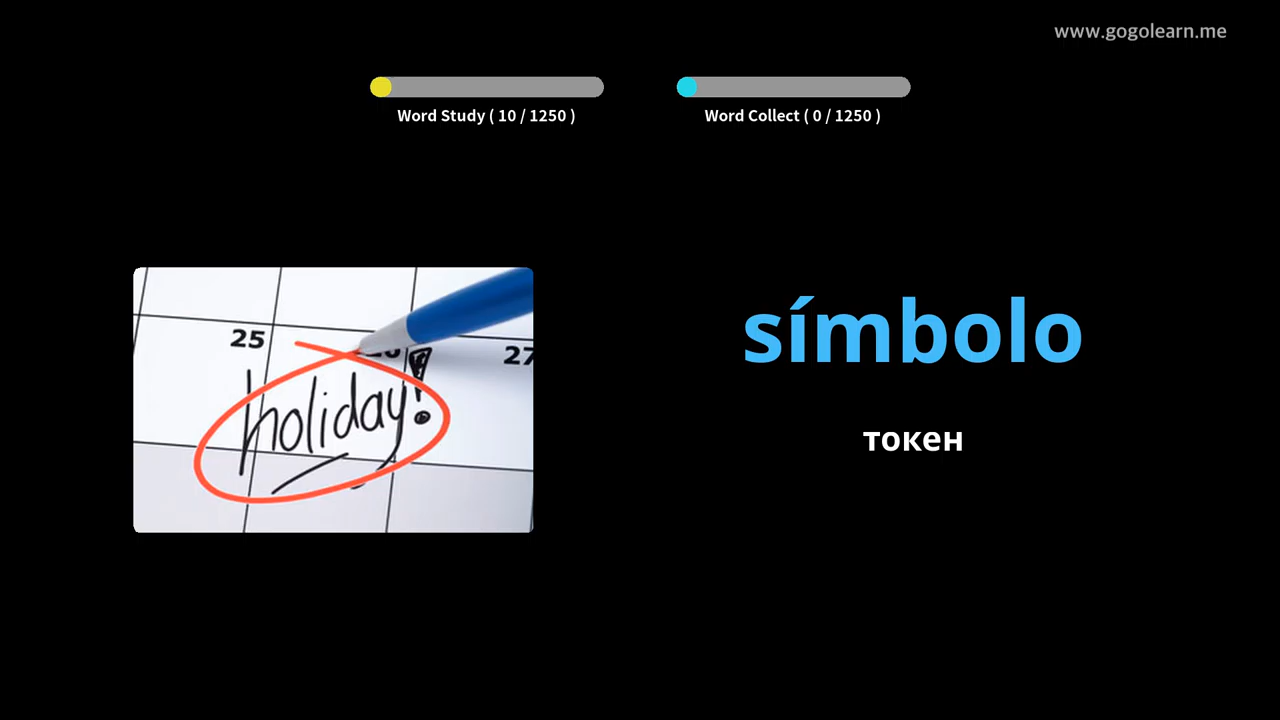 www.gogolearn.me
Word Study ( 10 / 1250 )
Word Collect ( 0 / 1250 )
25
27
holiday!
símbolo
токен